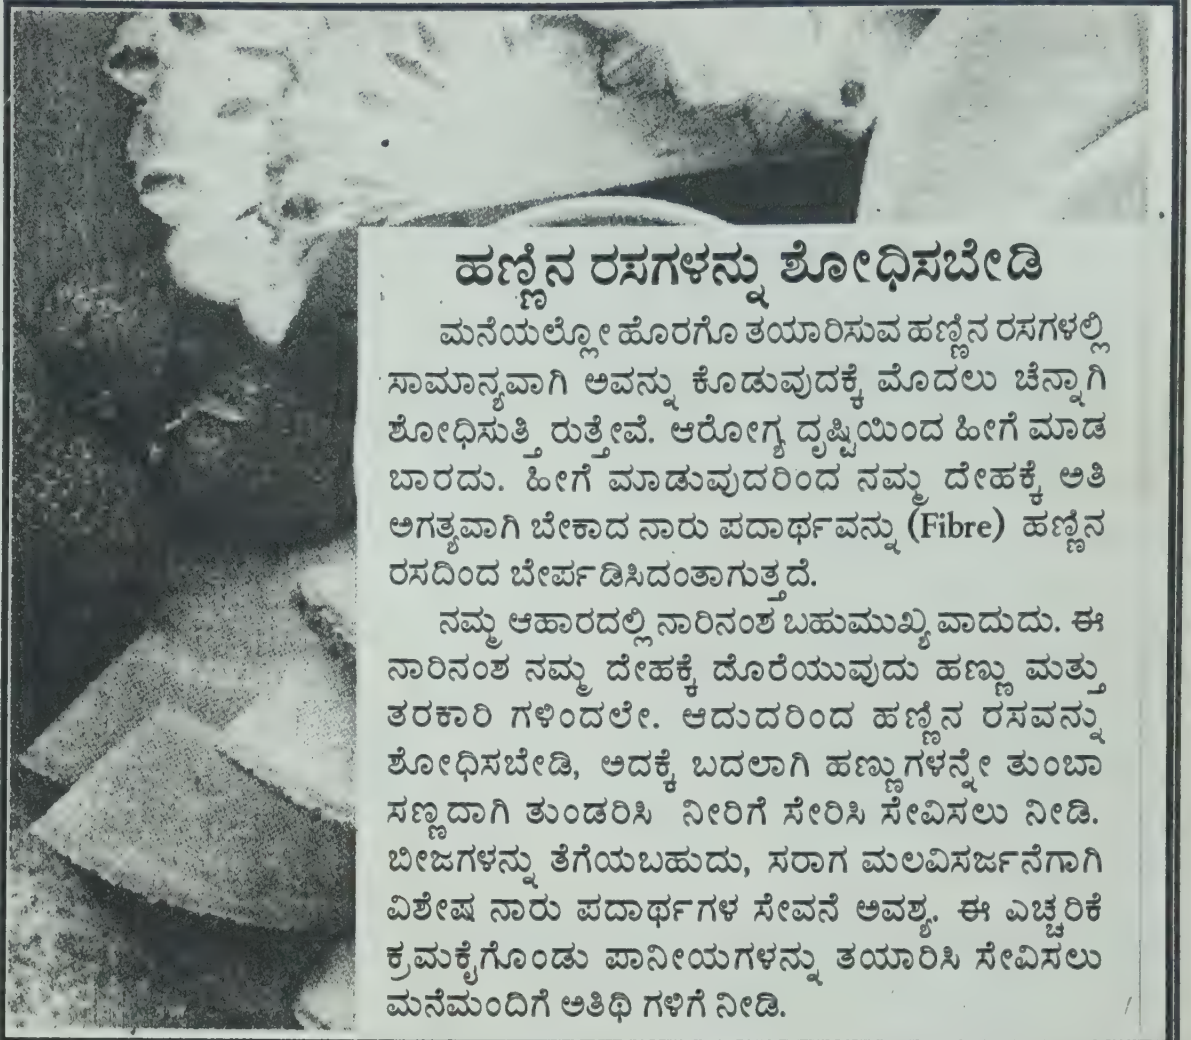 ಹಣ್ಣಿನ ರಸಗಳನ್ನು ಶೋಧಿಸಬೇಡಿ
ಮನೆಯಲ್ಲೋ ಹೊರಗೊ ತಯಾರಿಸುವ ಹಣ್ಣಿನ ರಸಗಳಲ್ಲಿ
ಸಾಮಾನ್ಯವಾಗಿ ಅವನ್ನು ಕೊಡುವುದಕ್ಕೆ ಮೊದಲು ಚೆನ್ನಾಗಿ
ಶೋಧಿಸುತ್ತಿ ರುತ್ತೇವೆ. ಆರೋಗ್ಯ ದೃಷ್ಟಿಯಿಂದ ಹೀಗೆ ಮಾಡ
ಬಾರದು. ಹೀಗೆ ಮಾಡುವುದರಿಂದ ನಮ್ಮ ದೇಹಕ್ಕೆ ಅತಿ
ಅಗತ್ಯವಾಗಿ ಬೇಕಾದ ನಾರು ಪದಾರ್ಥವನ್ನು (Fibre) ಹಣ್ಣಿನ
ರಸದಿಂದ ಬೇರ್ಪಡಿಸಿದಂತಾಗುತ್ತದೆ.
ನಮ್ಮ ಆಹಾರದಲ್ಲಿ ನಾರಿನಂಶ ಬಹುಮುಖ್ಯ ವಾದುದು. ಈ
ನಾರಿನಂಶ ನಮ್ಮ ದೇಹಕ್ಕೆ ದೊರೆಯುವುದು ಹಣ್ಣು ಮತ್ತು
ತರಕಾರಿ ಗಳಿಂದಲೇ. ಆದುದರಿಂದ ಹಣ್ಣಿನ ರಸವನ್ನು
ಶೋಧಿಸಬೇಡಿ, ಅದಕ್ಕೆ ಬದಲಾಗಿ ಹಣ್ಣುಗಳನ್ನೇ ತುಂಬಾ
ಸಣ್ಣದಾಗಿ ತುಂಡರಿಸಿ ನೀರಿಗೆ ಸೇರಿಸಿ ಸೇವಿಸಲು ನೀಡಿ.
ಬೀಜಗಳನ್ನು ತೆಗೆಯಬಹುದು, ಸರಾಗ ಮಲವಿಸರ್ಜನೆಗಾಗಿ
ವಿಶೇಷ ನಾರು ಪದಾರ್ಥಗಳ ಸೇವನೆ ಅವಶ್ಯ. ಈ ಎಚ್ಚರಿಕೆ
ಕ್ರಮಕೈಗೊಂಡು ಪಾನೀಯಗಳನ್ನು ತಯಾರಿಸಿ ಸೇವಿಸಲು
ಮನೆಮಂದಿಗೆ ಅತಿಥಿ ಗಳಿಗೆ ನೀಡಿ.